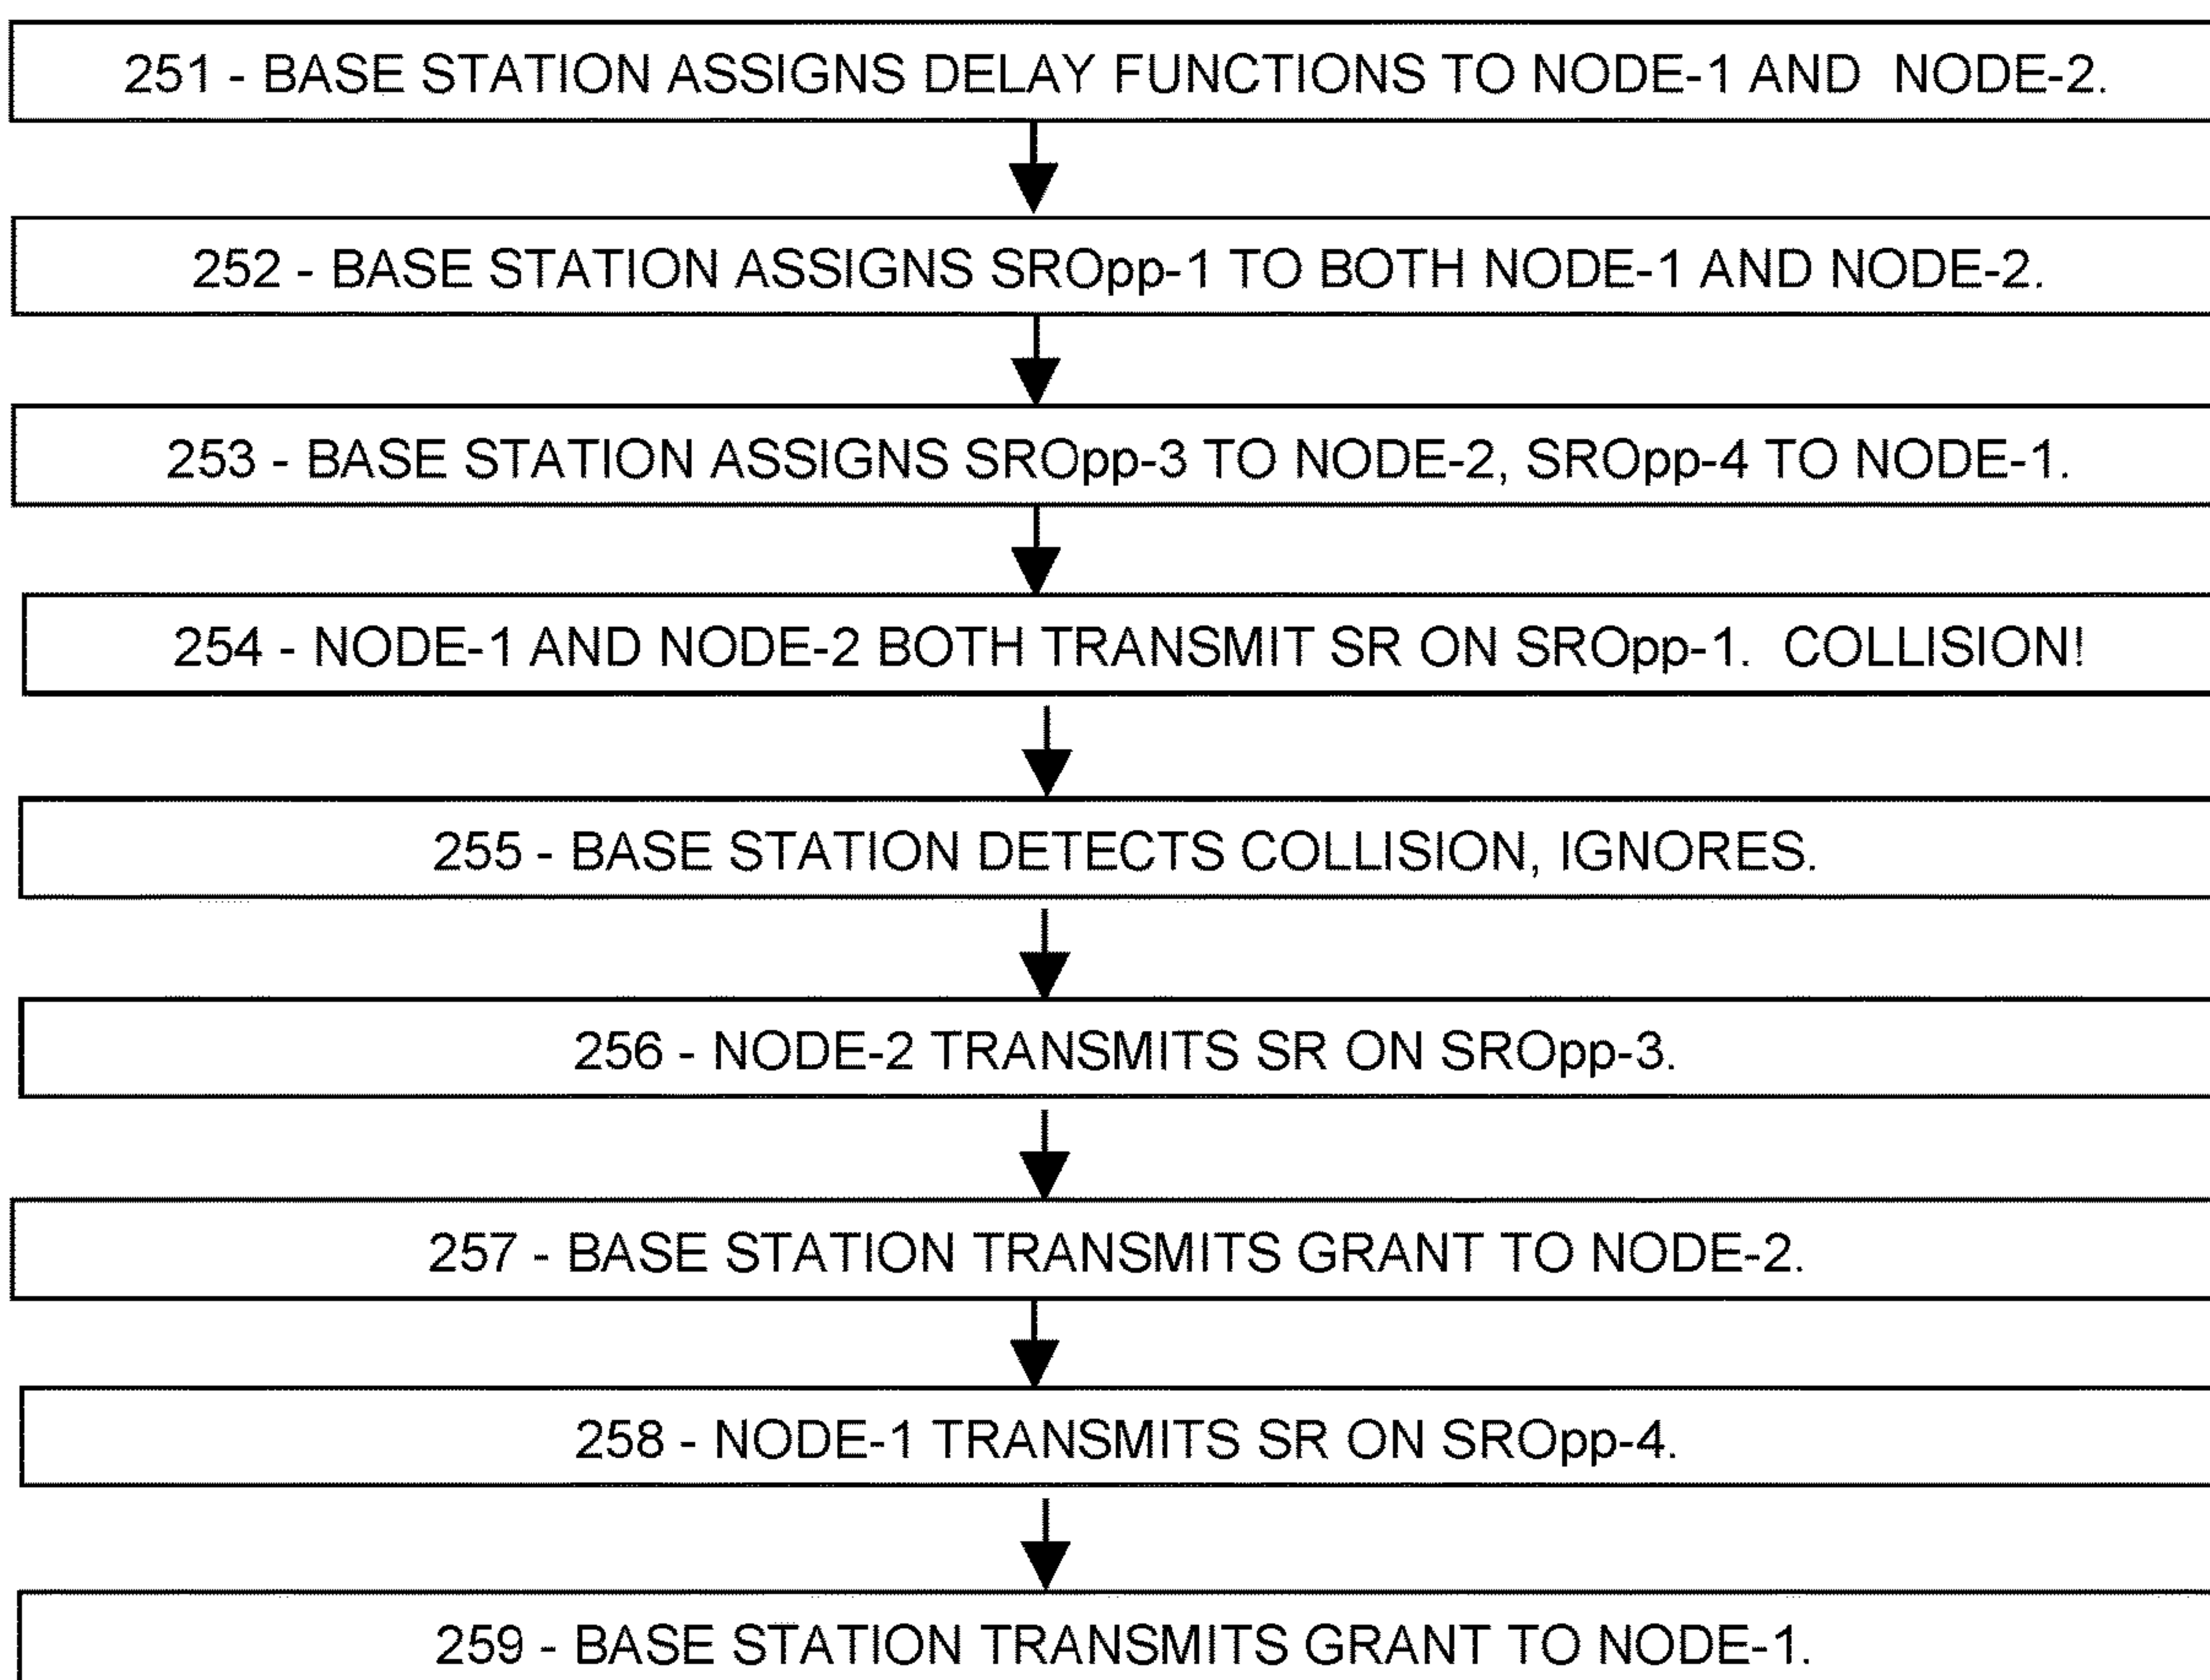 251 - BASE STATION ASSIGNS DELAY FUNCTIONS TO NODE-1 AND NODE-2.
252 - BASE STATION ASSIGNS SROpp-1 TO BOTH NODE-1 AND NODE-2.
253 - BASE STATION ASSIGNS SROpp-3 TO NODE-2, SROpp-4 TO NODE-1.
254 - NODE-1 AND NODE-2 BOTH TRANSMIT SR ON SROpp-1. COLLISION!
255 - BASE STATION DETECTS COLLISION, IGNORES.
256 - NODE-2 TRANSMITS SR ON SROpp-3.
257 - BASE STATION TRANSMITS GRANT TO NODE-2.
258 - NODE-1 TRANSMITS SR ON SROpp-4.
259 - BASE STATION TRANSMITS GRANT TO NODE-1.